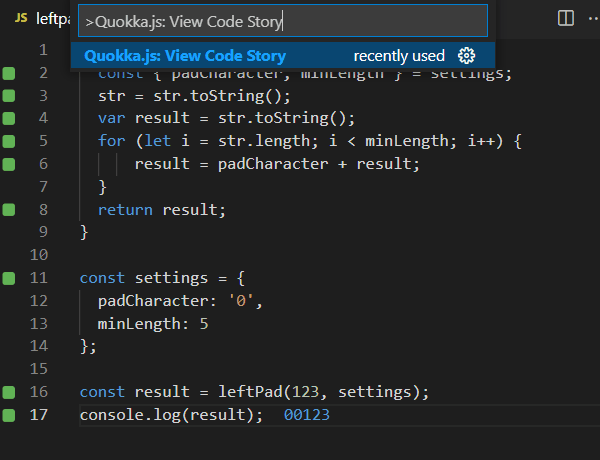 JS leftpa
>Quokka.js: View Code Story
Quokka.js: View Code Story recently used
1
2 const { padCharacter, minLength } = settings;
3 str = str.toString();
4 var result = str.toString();
5 for (let i = str.length; i < minLength; i++) {
6 result = padCharacter + result;
7 }
8 return result;
9 }
10
11 const settings = {
12 padCharacter: '0',
13 minLength: 5
14 };
15
16 const result = leftPad(123, settings);
17 console.log(result); 00123